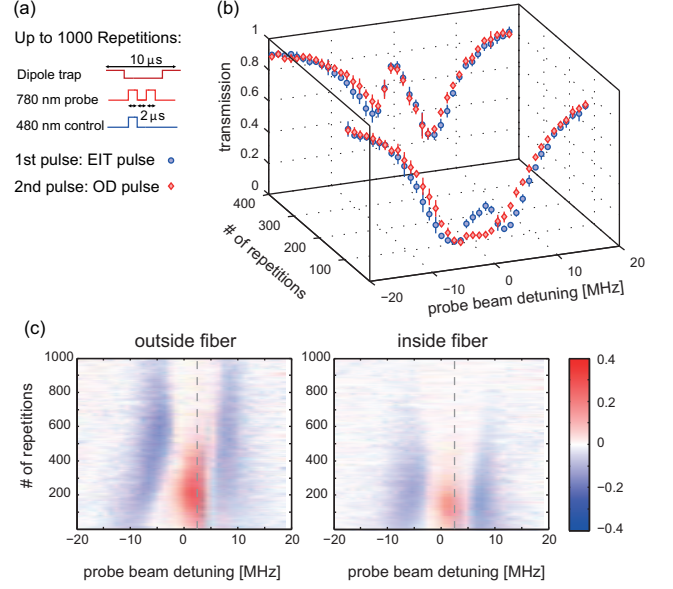 (a)
Up to 1000 Repetitions:
10 µs
Dipole trap
780 nm probe
2 µs
480 nm control
1st pulse: EIT pulse
2nd pulse: OD pulse
(b)
1
0.8
0.6
0.4
0.2
0
transmission
400
300
200
100
# of repetitions
−20
−10
0
10
20
probe beam detuning [MHz]
(c)
outside fiber
inside fiber
1000
800
600
400
200
# of repetitions
−20
−10
0
10
20
probe beam detuning [MHz]
1000
800
600
400
200
−20
−10
0
10
20
probe beam detuning [MHz]
0.4
0.2
0
−0.2
−0.4